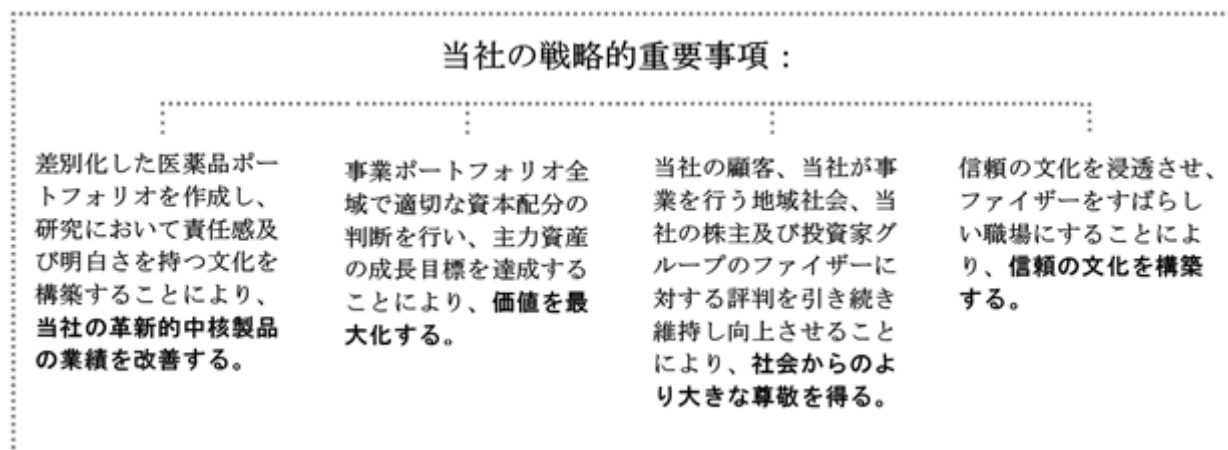 当社の戦略的重要事項：
差別化した医薬品ポー
トフォリオを作成し、
研究において責任感及
び明白さを持つ文化を
構築することにより、
当社の革新的中核製品
の業績を改善する。
事業ポートフォリオ全
域で適切な資本配分の
判断を行い、主力資産
の成長目標を達成する
ことにより、価値を最
大化する。
当社の顧客、当社が事
業を行う地域社会、当
社の株主及び投資家グ
ループのファイザーに
対する評判を引き続き
維持し向上させること
により、社会からのよ
り大きな尊敬を得る。
信頼の文化を浸透させ、
ファイザーをすばらし
い職場にすることによ
り、信頼の文化を構築
する。